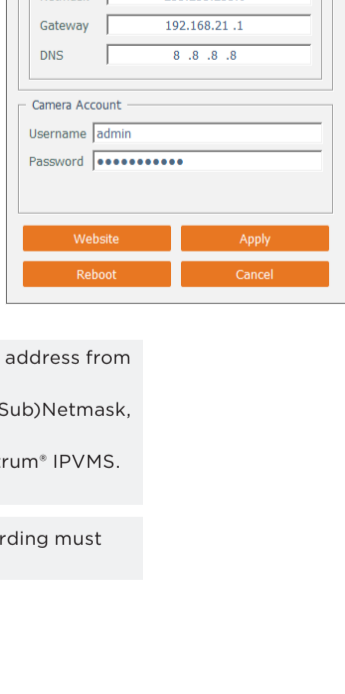 Gateway 192.168.21 .1
DNS 8 .8 .8 .8
Camera Account
Username admin
Password ●●●●●●●●●●●
Website Apply
Reboot Cancel
address from
Sub)Netmask,
trum® IPVMS.
rding must